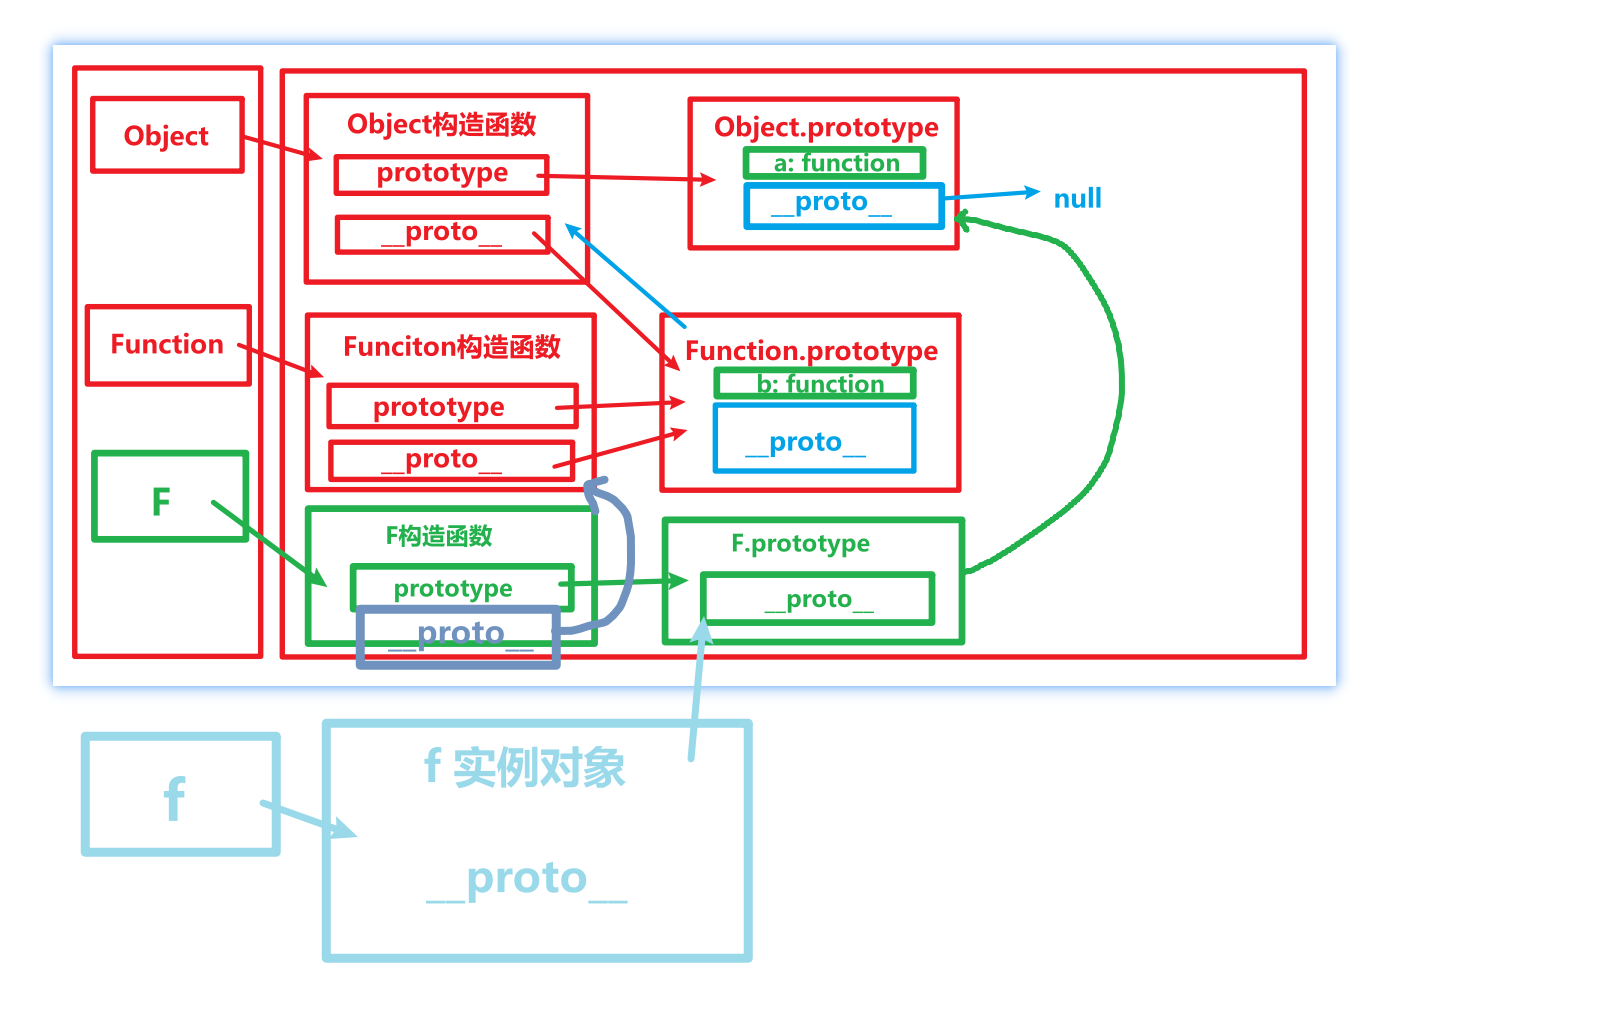 Object
Object构造函数
prototype
__proto__
Object.prototype
a: function
__proto__
null
Function
Funciton构造函数
prototype
__proto__
Function.prototype
b: function
__proto__
F
F构造函数
prototype
__proto__
F.prototype
__proto__
f
f 实例对象
__proto__